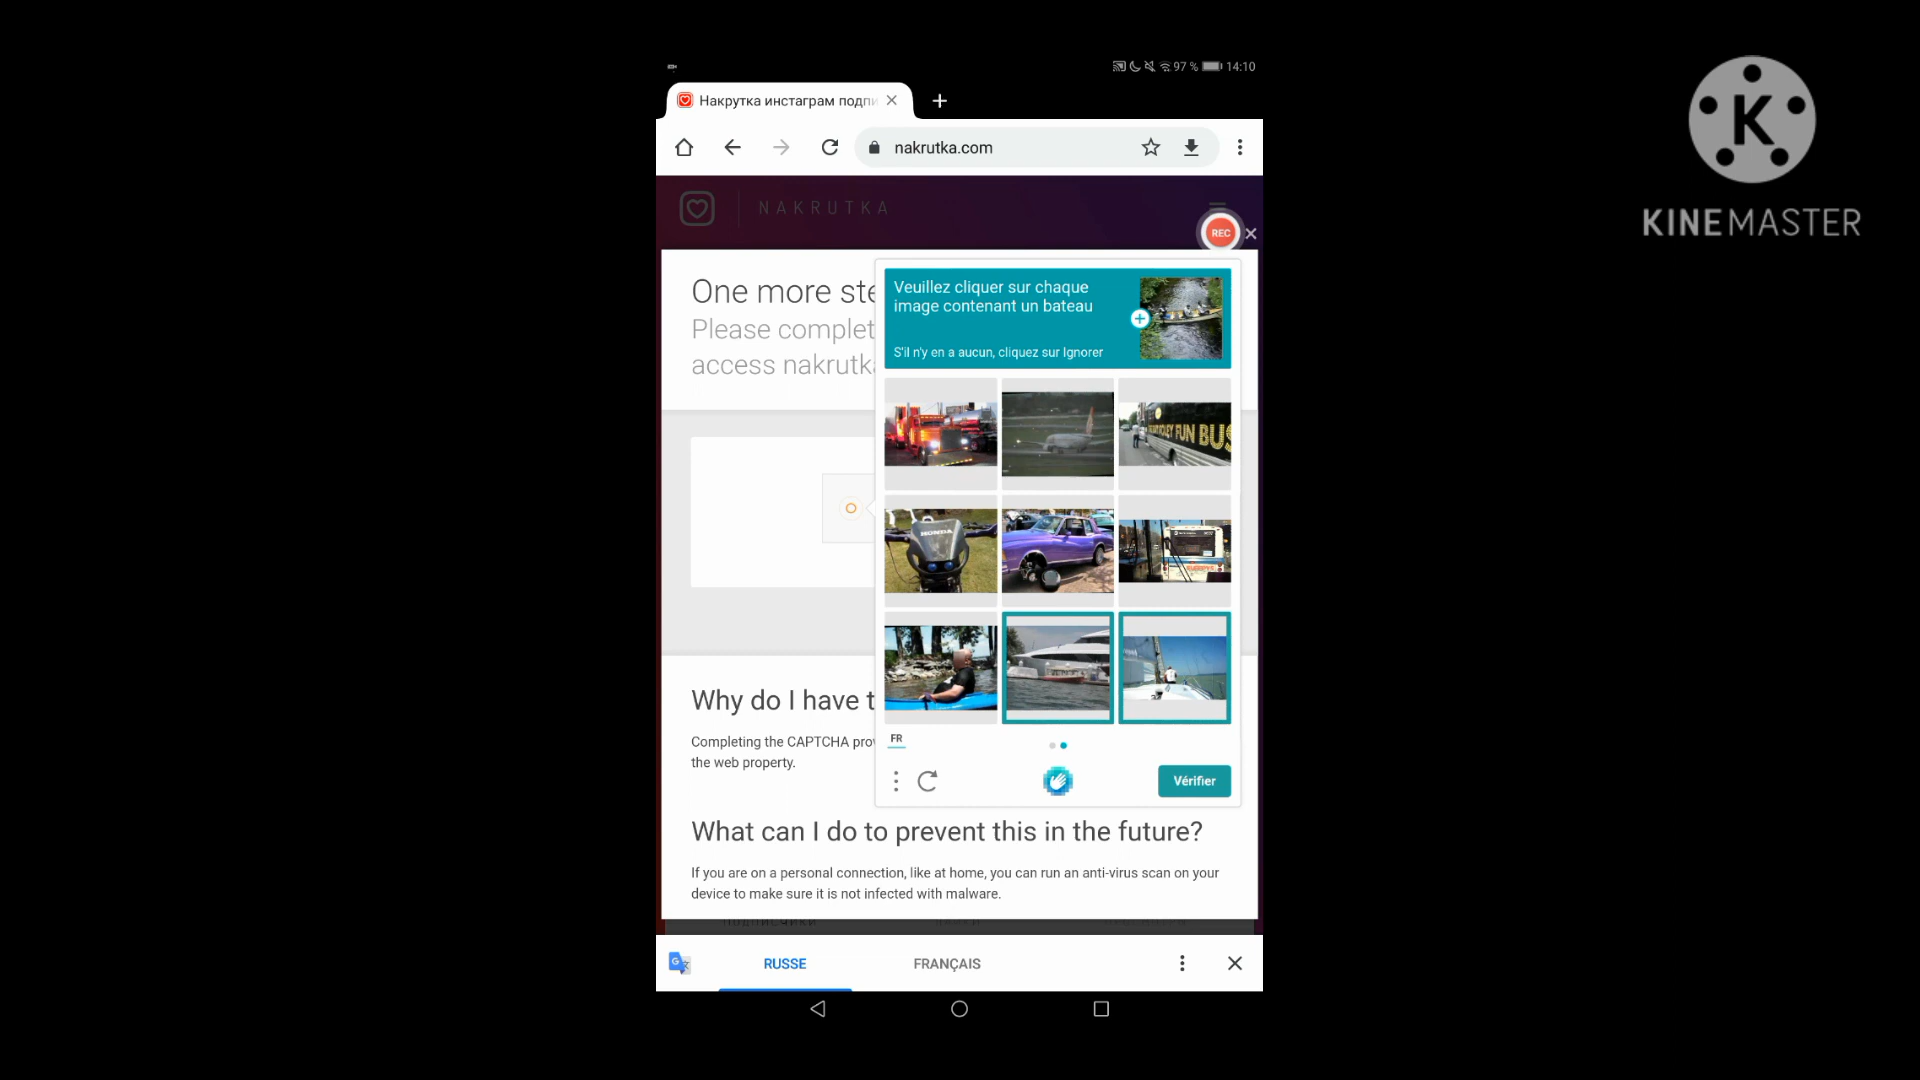 97 % 14:10
Накрутка инстаграм подпи
nakrutka.com
NAKRUTKA
REC
KINEMASTER
One more ste
Please complet
access nakrutka
Veuillez cliquer sur chaque
image contenant un bateau
S'il n'y en a aucun, cliquez sur Ignorer
FUN BUS
HONDA
FR
Vérifier
Why do I have t
Completing the CAPTCHA prov
the web property.
What can I do to prevent this in the future?
If you are on a personal connection, like at home, you can run an anti-virus scan on your
device to make sure it is not infected with malware.
RUSSE
FRANÇAIS